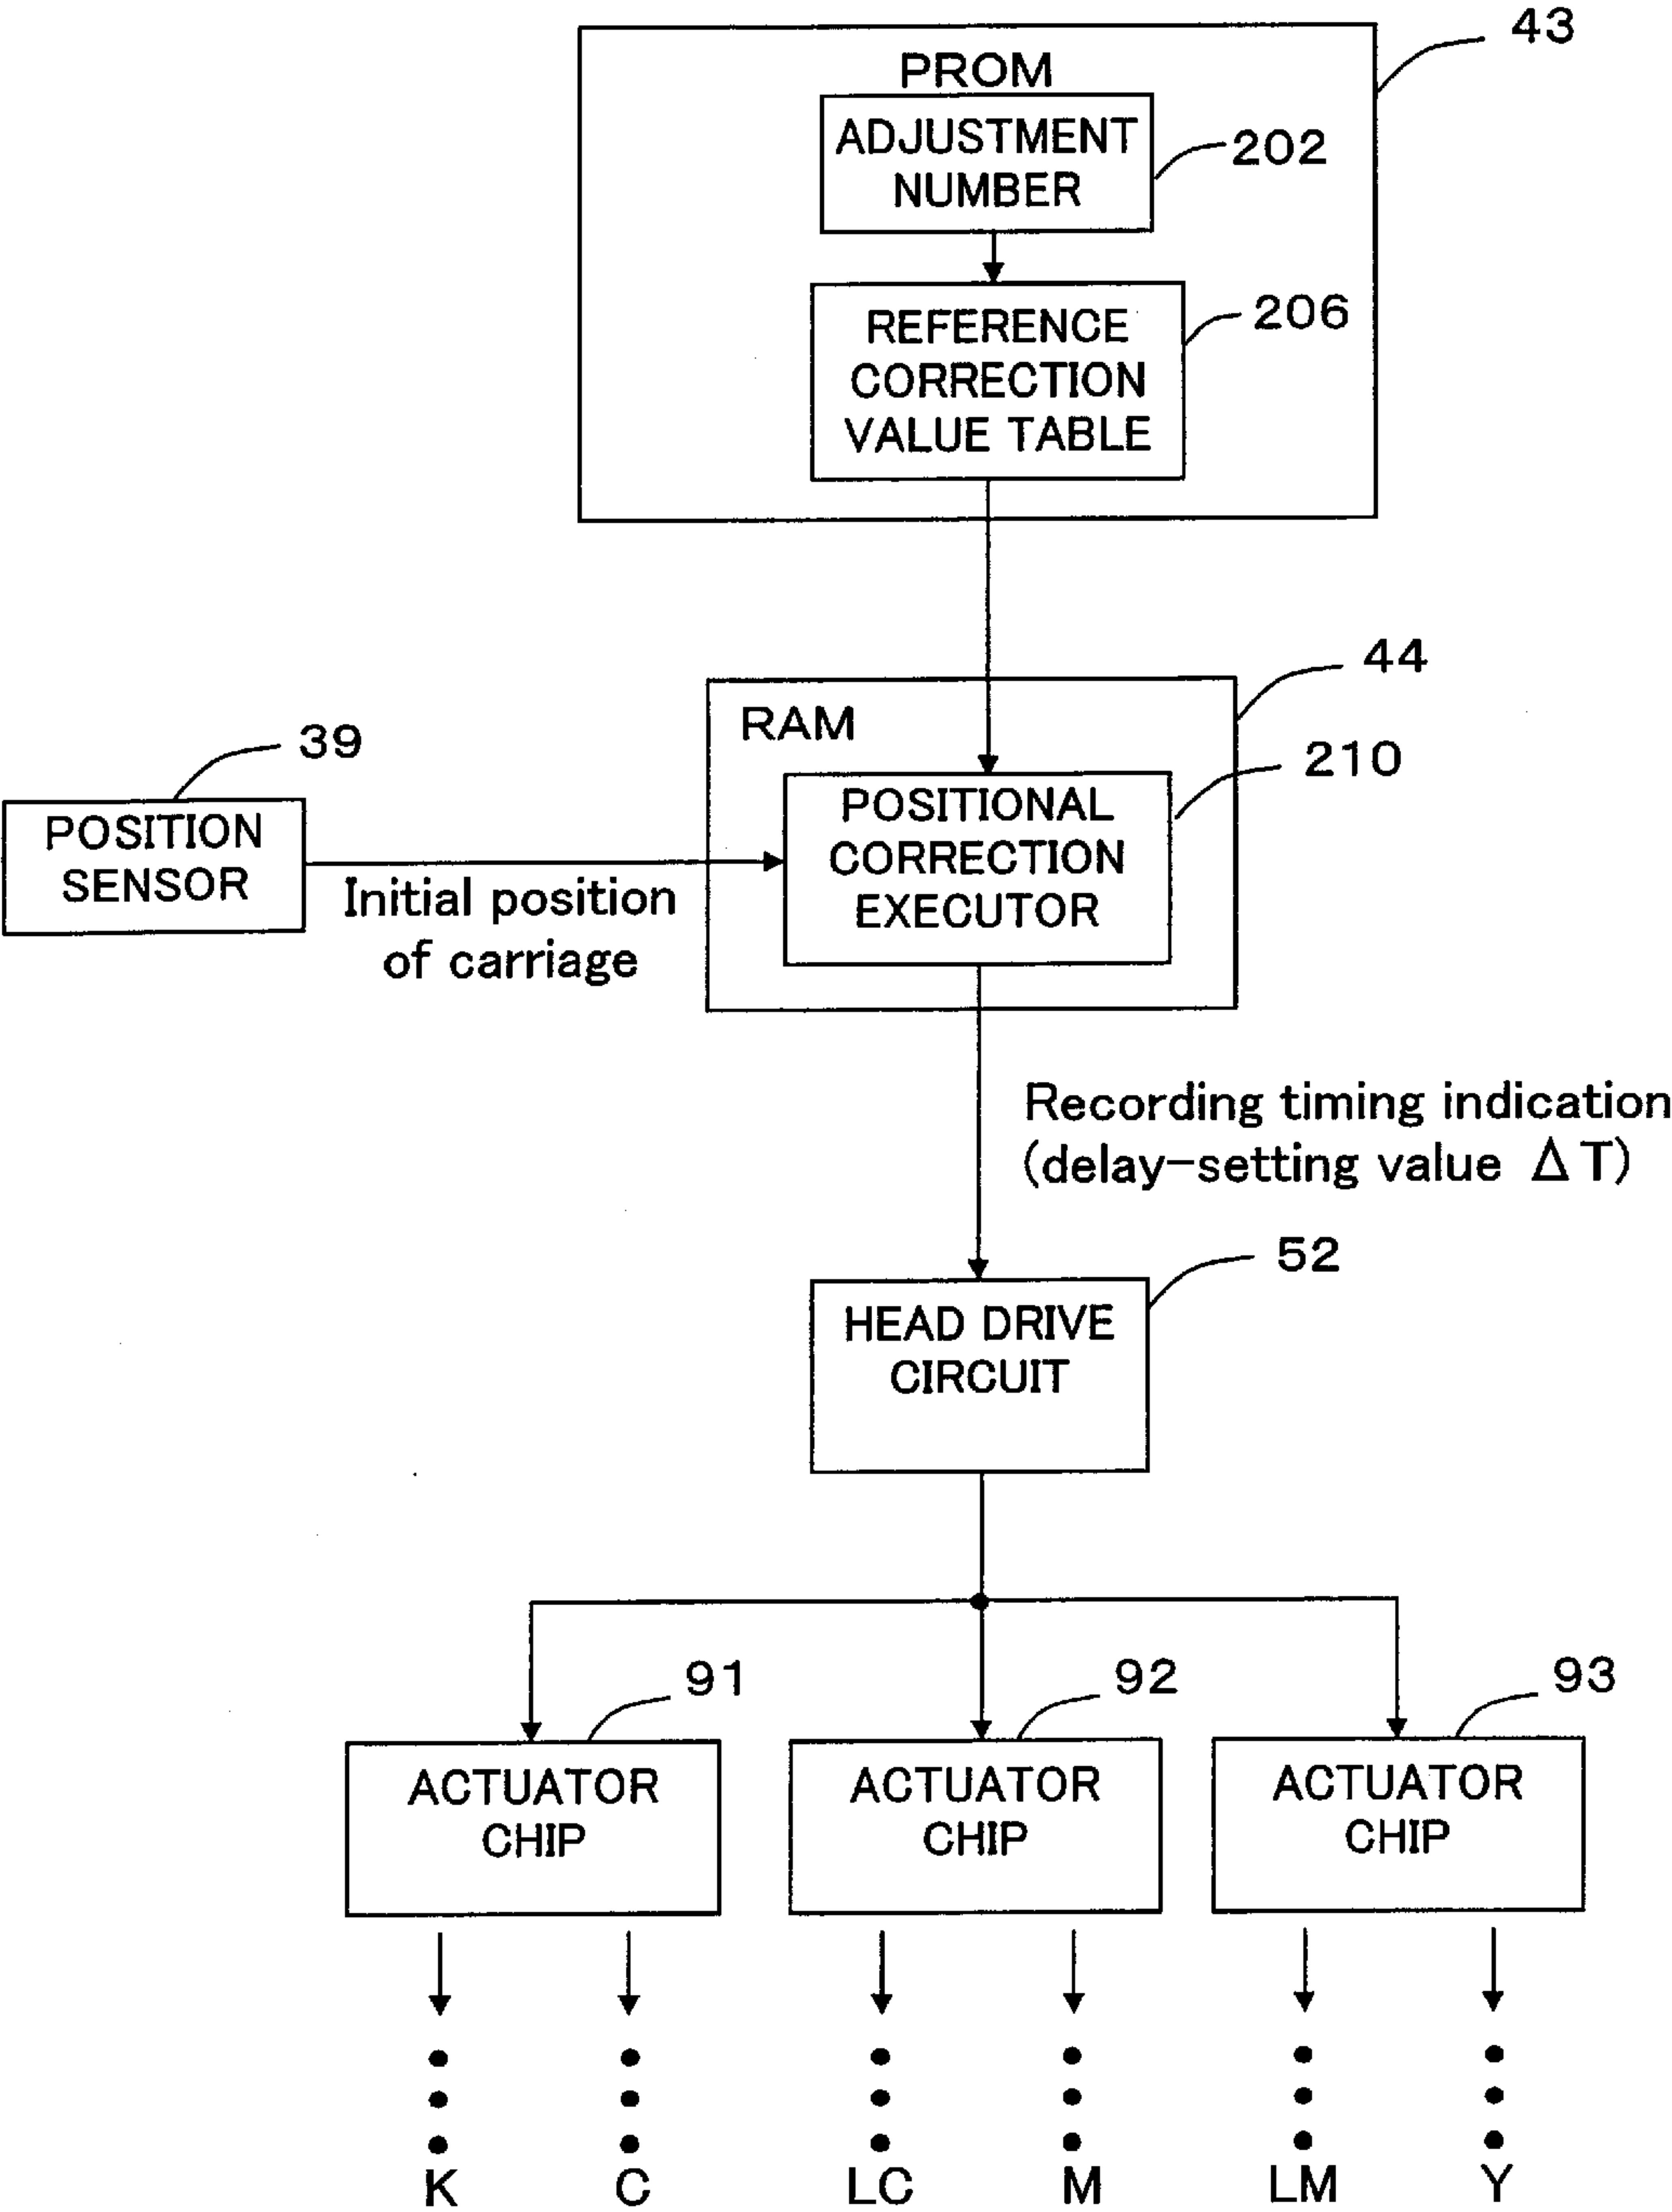 43
PROM
ADJUSTMENT
NUMBER
202
REFERENCE
CORRECTION
VALUE TABLE
206
44
RAM
39
210
POSITION
SENSOR
POSITIONAL
CORRECTION
EXECUTOR
Initial position
of carriage
Recording timing indication
(delay-setting value ΔT)
52
HEAD DRIVE
CIRCUIT
91
92
93
ACTUATOR
CHIP
ACTUATOR
CHIP
ACTUATOR
CHIP
K
C
LC
M
LM
Y